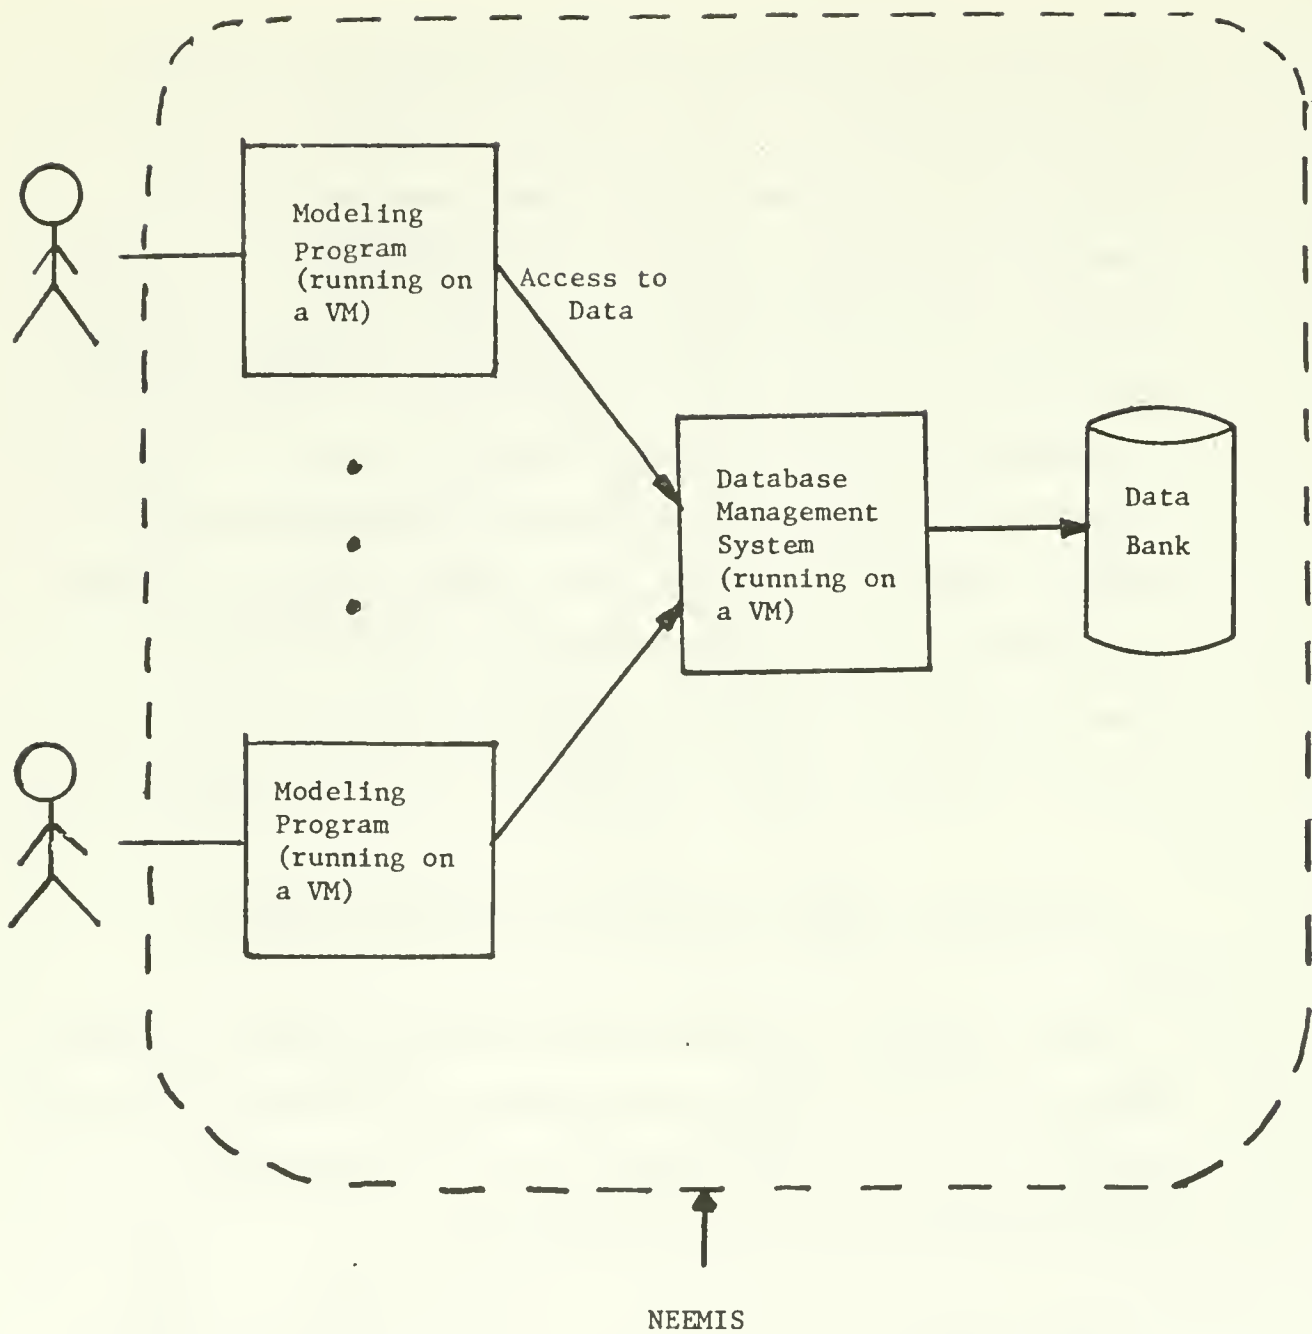 Modeling
Program
(running on
a VM)
Access to
Data
Database
Management
System
(running on
a VM)
Data
Bank
Modeling
Program
(running on
a VM)
NEEMIS